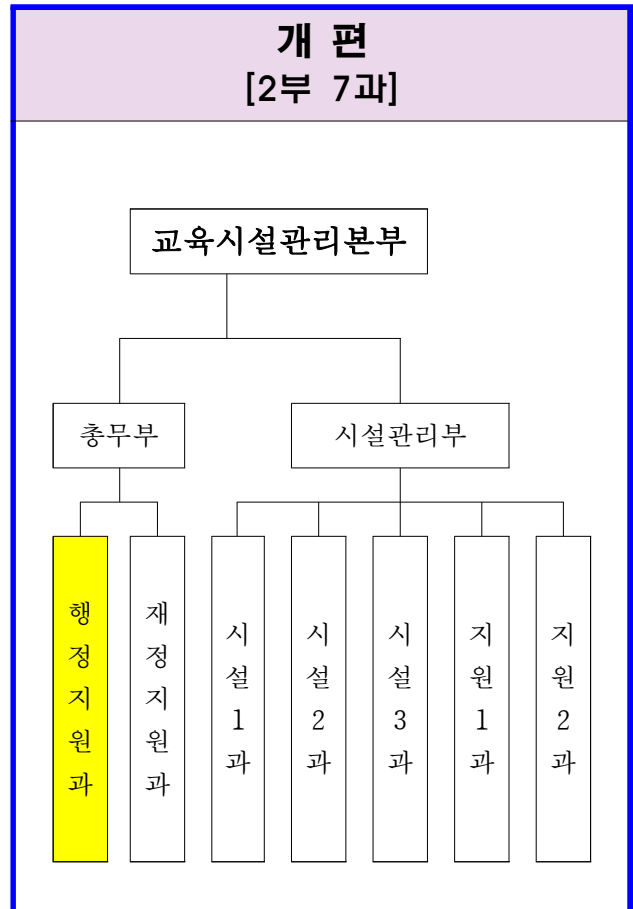 개 편
[2부 7과]
교육시설관리본부
총무부
시설관리부
행정지원과
재정지원과
시설1과
시설2과
시설3과
지원1과
지원2과